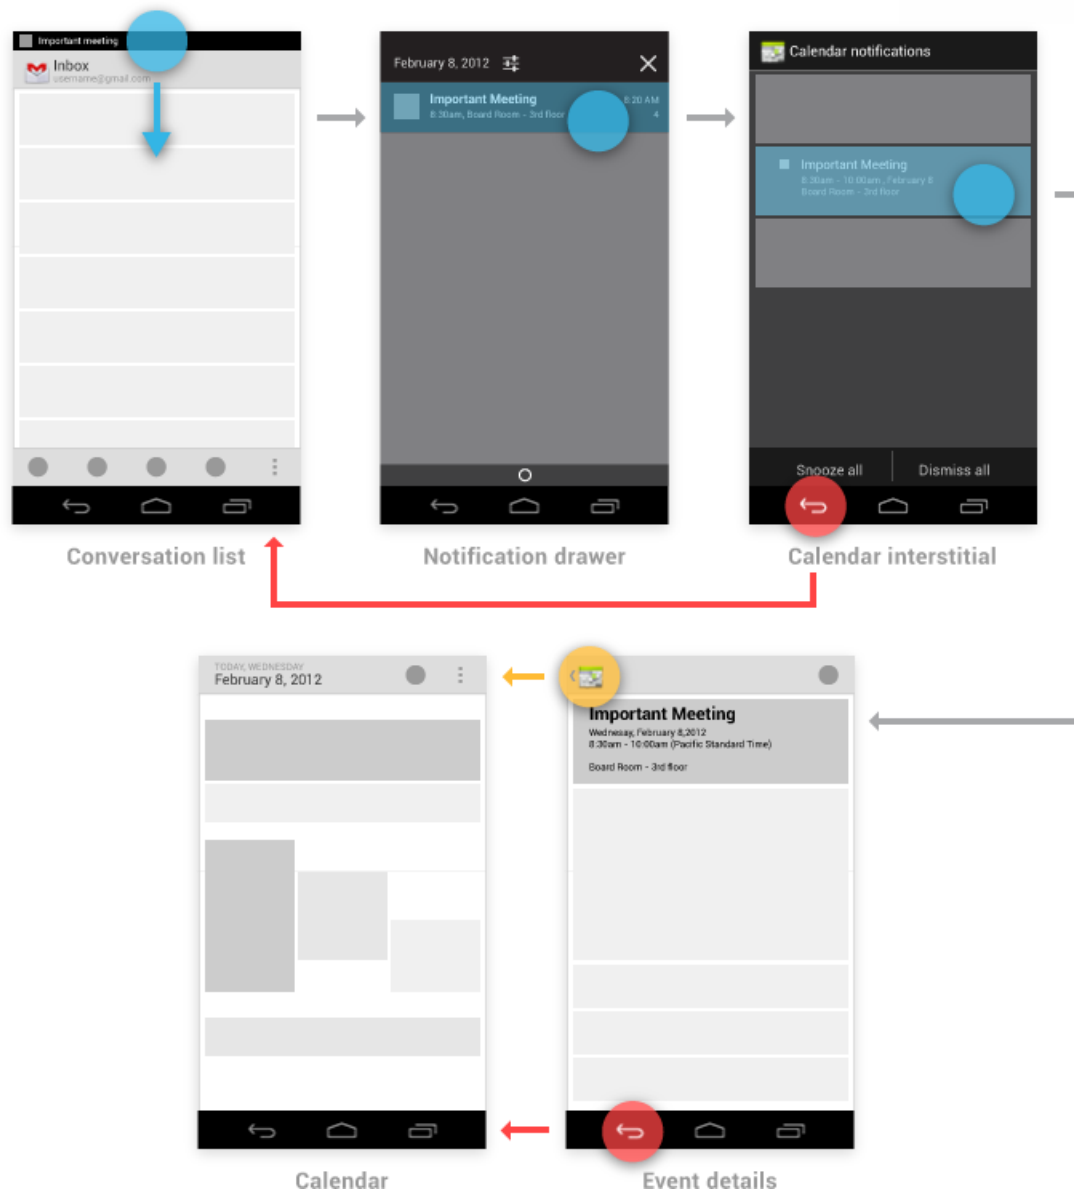 Important meeting
Inbox
username@gmail.com
Conversation list
February 8, 2012
Important Meeting
8:20 AM
8:30am, Board Room - 3rd floor
4
Notification drawer
Calendar notifications
Important Meeting
8:30am - 10:00am, February 8
Board Room - 3rd floor
Snooze all
Dismiss all
Calendar interstitial
TODAY, WEDNESDAY
February 8, 2012
Calendar
Important Meeting
Wednesay, February 8,2012
8:30am - 10:00am (Pacific Standard Time)
Board Room - 3rd floor
Event details